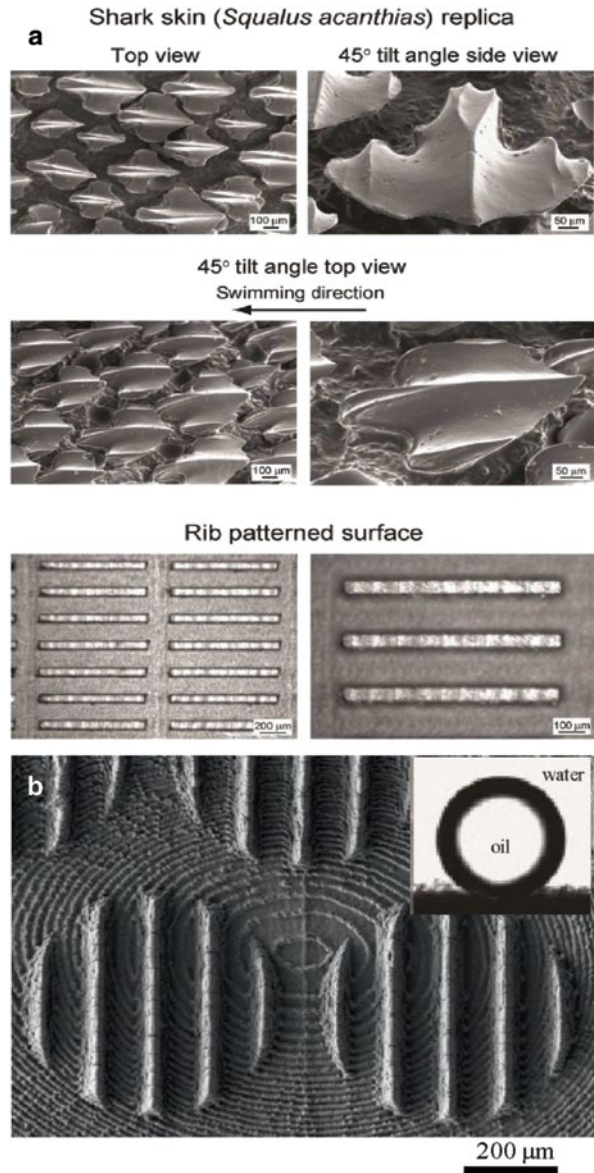 Shark skin (Squalus acanthias) replica
a
Top view
45° tilt angle side view
100 µm
50 µm
45° tilt angle top view
Swimming direction
100 µm
50 µm
Rib patterned surface
200 µm
100 µm
b
water
oil
200 µm